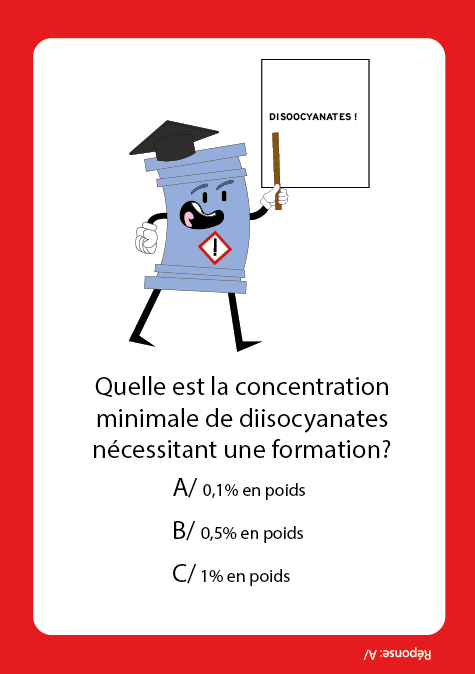 DISOOCYANATES !
!
Quelle est la concentration
minimale de diisocyanates
nécessitant une formation?
A/ 0,1% en poids
B/ 0,5% en poids
C/ 1% en poids
Réponse: A/